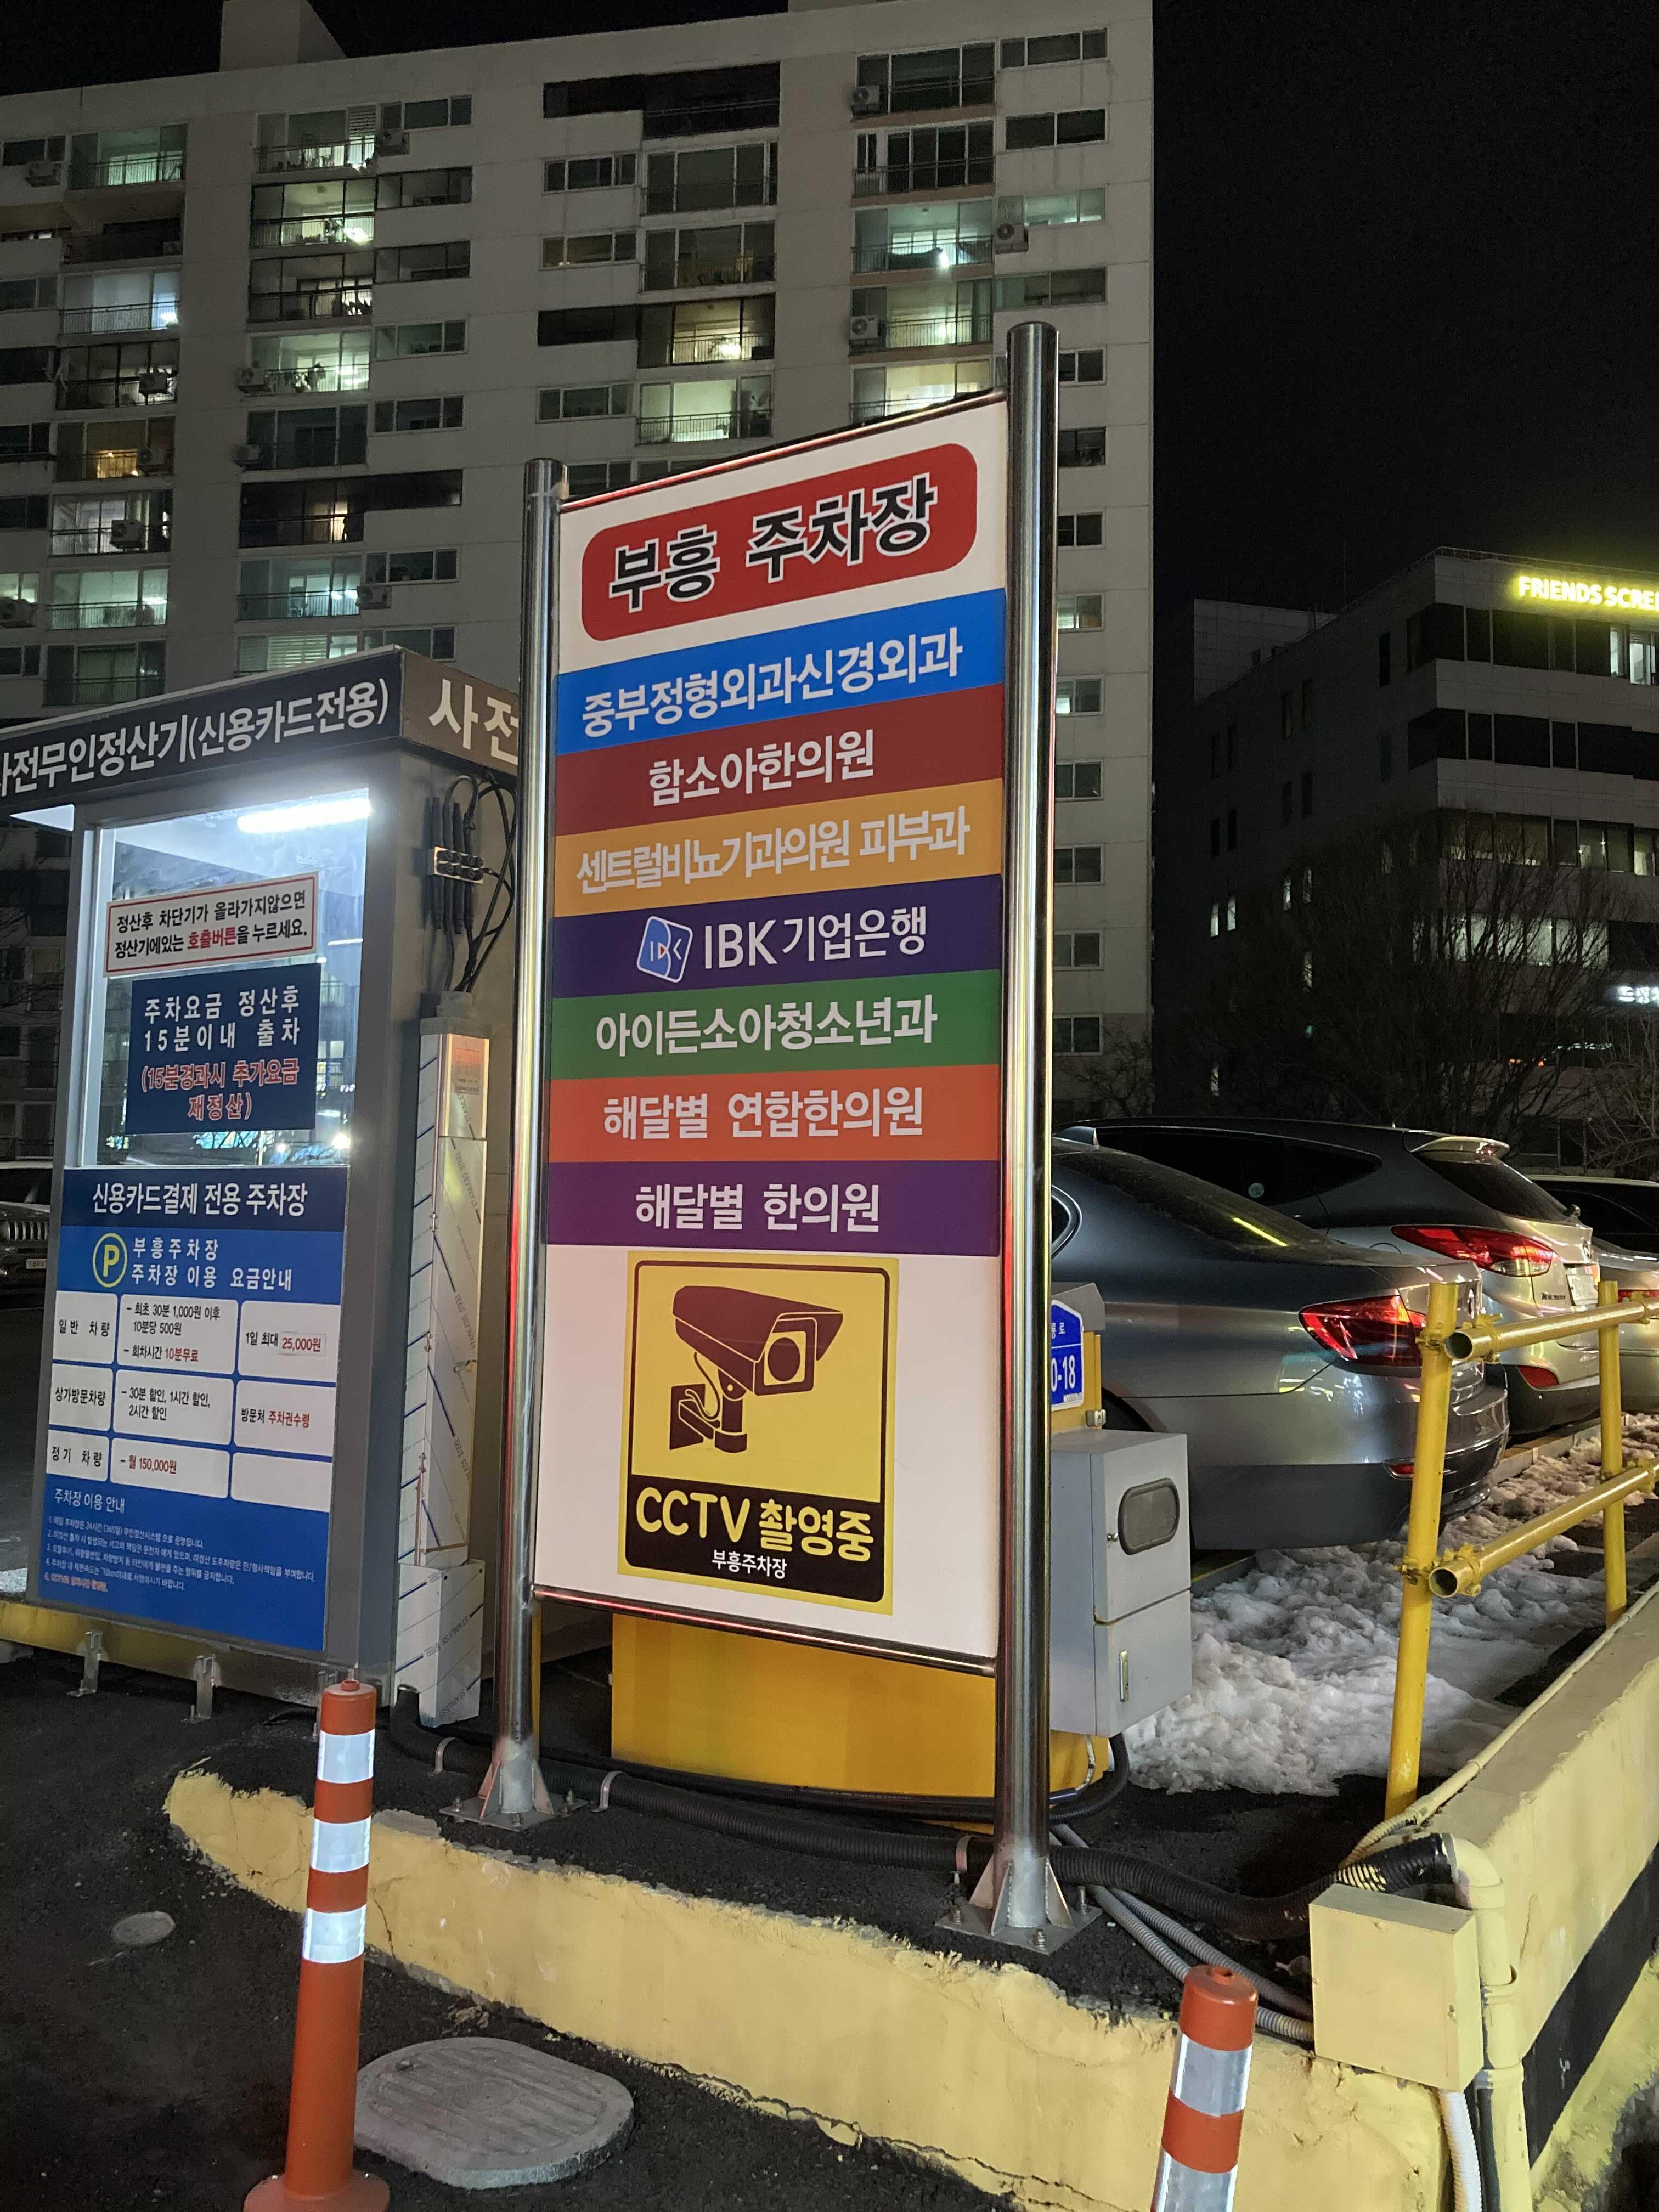 부흥 주차장
중부정형외과신경외과
함소아한의원
센트럴비뇨기과의원 피부과
IBK 기업은행
아이든소아청소년과
해달별 연합한의원
해달별 한의원
CCTV 촬영중
부흥주차장
사전무인정산기(신용카드전용)
사전
정산후 차단기가 올라가지않으면
정산기에있는 호출버튼을 누르세요.
주차요금 정산후
15분이내 출차
(15분경과시 추가요금
재정산)
신용카드결제 전용 주차장
P 부흥주차장
주차장 이용 요금안내
일반 차량
- 최초 30분 1,000원 이후
10분당 500원
- 회차시간 10분무료
1일 최대 25,000원
상가방문차량
- 30분 할인, 1시간 할인,
2시간 할인
방문처 주차권수령
정기 차량
- 월 150,000원
주차장 이용 안내
0-18
FRIENDS SCRE